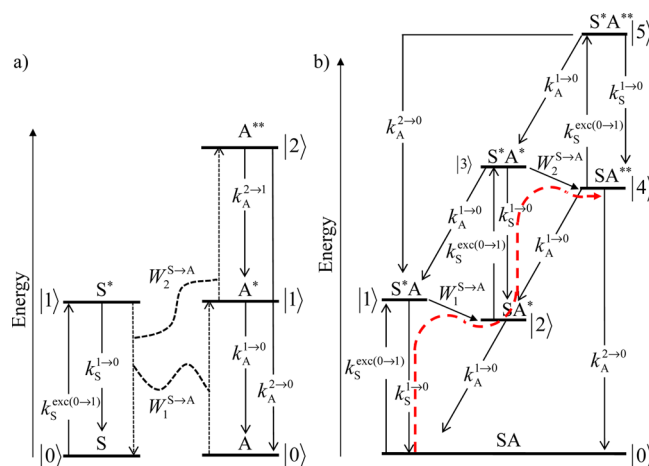 a)
Energy
A**
|2⟩
k_A^{2→1}
W_2^{S→A}
|1⟩ S*
A* |1⟩
k_S^{1→0}
k_S^{exc(0→1)}
W_1^{S→A}
k_A^{1→0}
k_A^{2→0}
|0⟩ S
A |0⟩
b)
Energy
S*A** |5⟩
k_A^{1→0}
k_S^{1→0}
k_A^{2→0}
k_S^{exc(0→1)}
|3⟩ S*A*
W_2^{S→A}
SA** |4⟩
k_A^{1→0}
k_S^{1→0}
k_A^{1→0}
k_S^{exc(0→1)}
|1⟩ S*A
W_1^{S→A}
SA* |2⟩
k_S^{exc(0→1)}
k_S^{1→0}
k_A^{1→0}
k_A^{2→0}
SA |0⟩